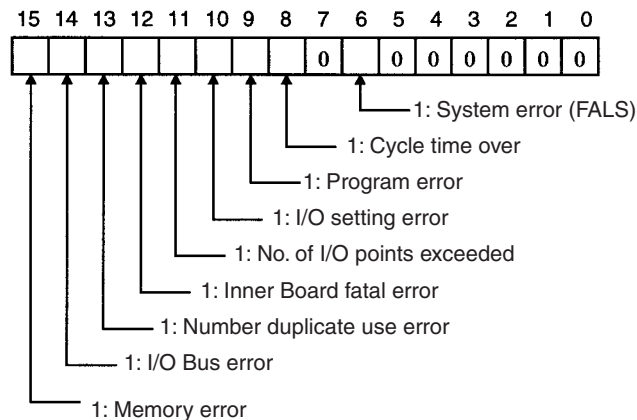 15 14 13 12 11 10 9 8 7 6 5 4 3 2 1 0
0 0 0 0 0 0 0
1: System error (FALS)
1: Cycle time over
1: Program error
1: I/O setting error
1: No. of I/O points exceeded
1: Inner Board fatal error
1: Number duplicate use error
1: I/O Bus error
1: Memory error